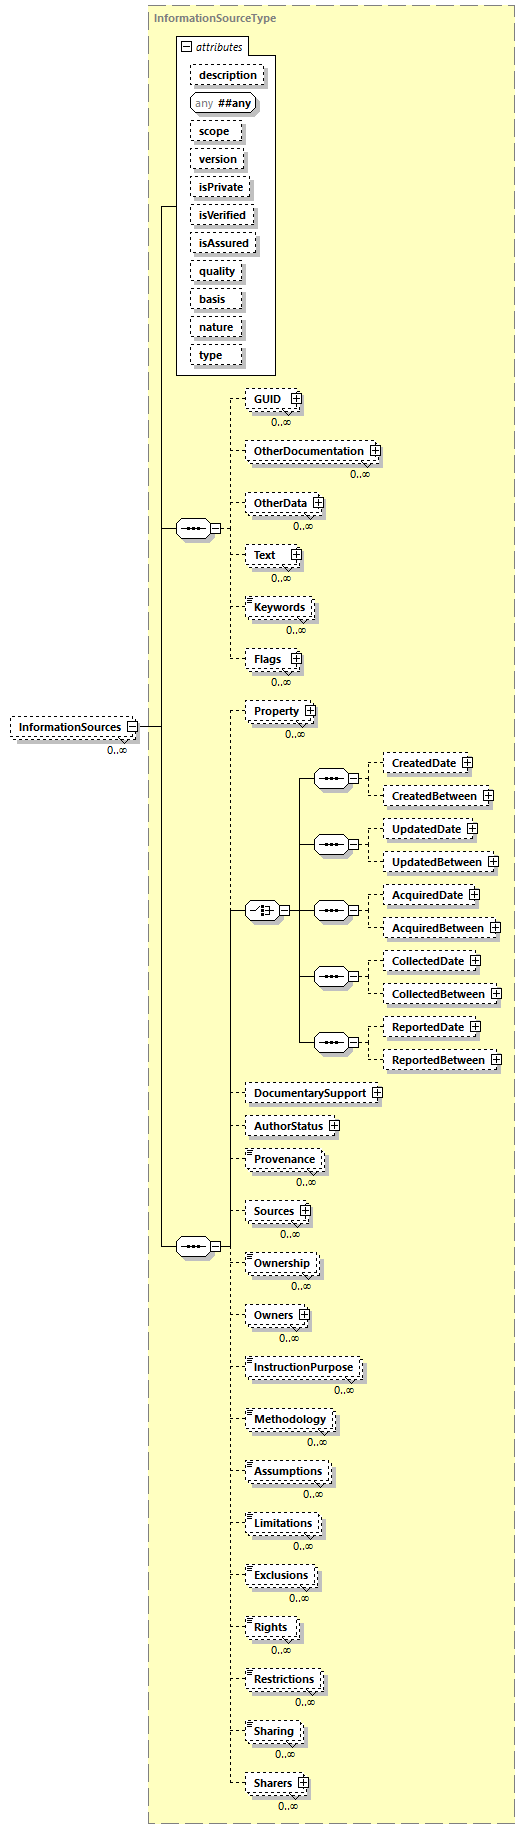 InformationSourceType
attributes
description
any ##any
scope
version
isPrivate
isVerified
isAssured
quality
basis
nature
type
GUID
0..∞
OtherDocumentation
0..∞
OtherData
0..∞
Text
0..∞
Keywords
0..∞
Flags
0..∞
InformationSources
0..∞
Property
0..∞
CreatedDate
CreatedBetween
UpdatedDate
UpdatedBetween
AcquiredDate
AcquiredBetween
CollectedDate
CollectedBetween
ReportedDate
ReportedBetween
DocumentarySupport
AuthorStatus
Provenance
0..∞
Sources
0..∞
Ownership
0..∞
Owners
0..∞
InstructionPurpose
0..∞
Methodology
0..∞
Assumptions
0..∞
Limitations
0..∞
Exclusions
0..∞
Rights
0..∞
Restrictions
0..∞
Sharing
0..∞
Sharers
0..∞